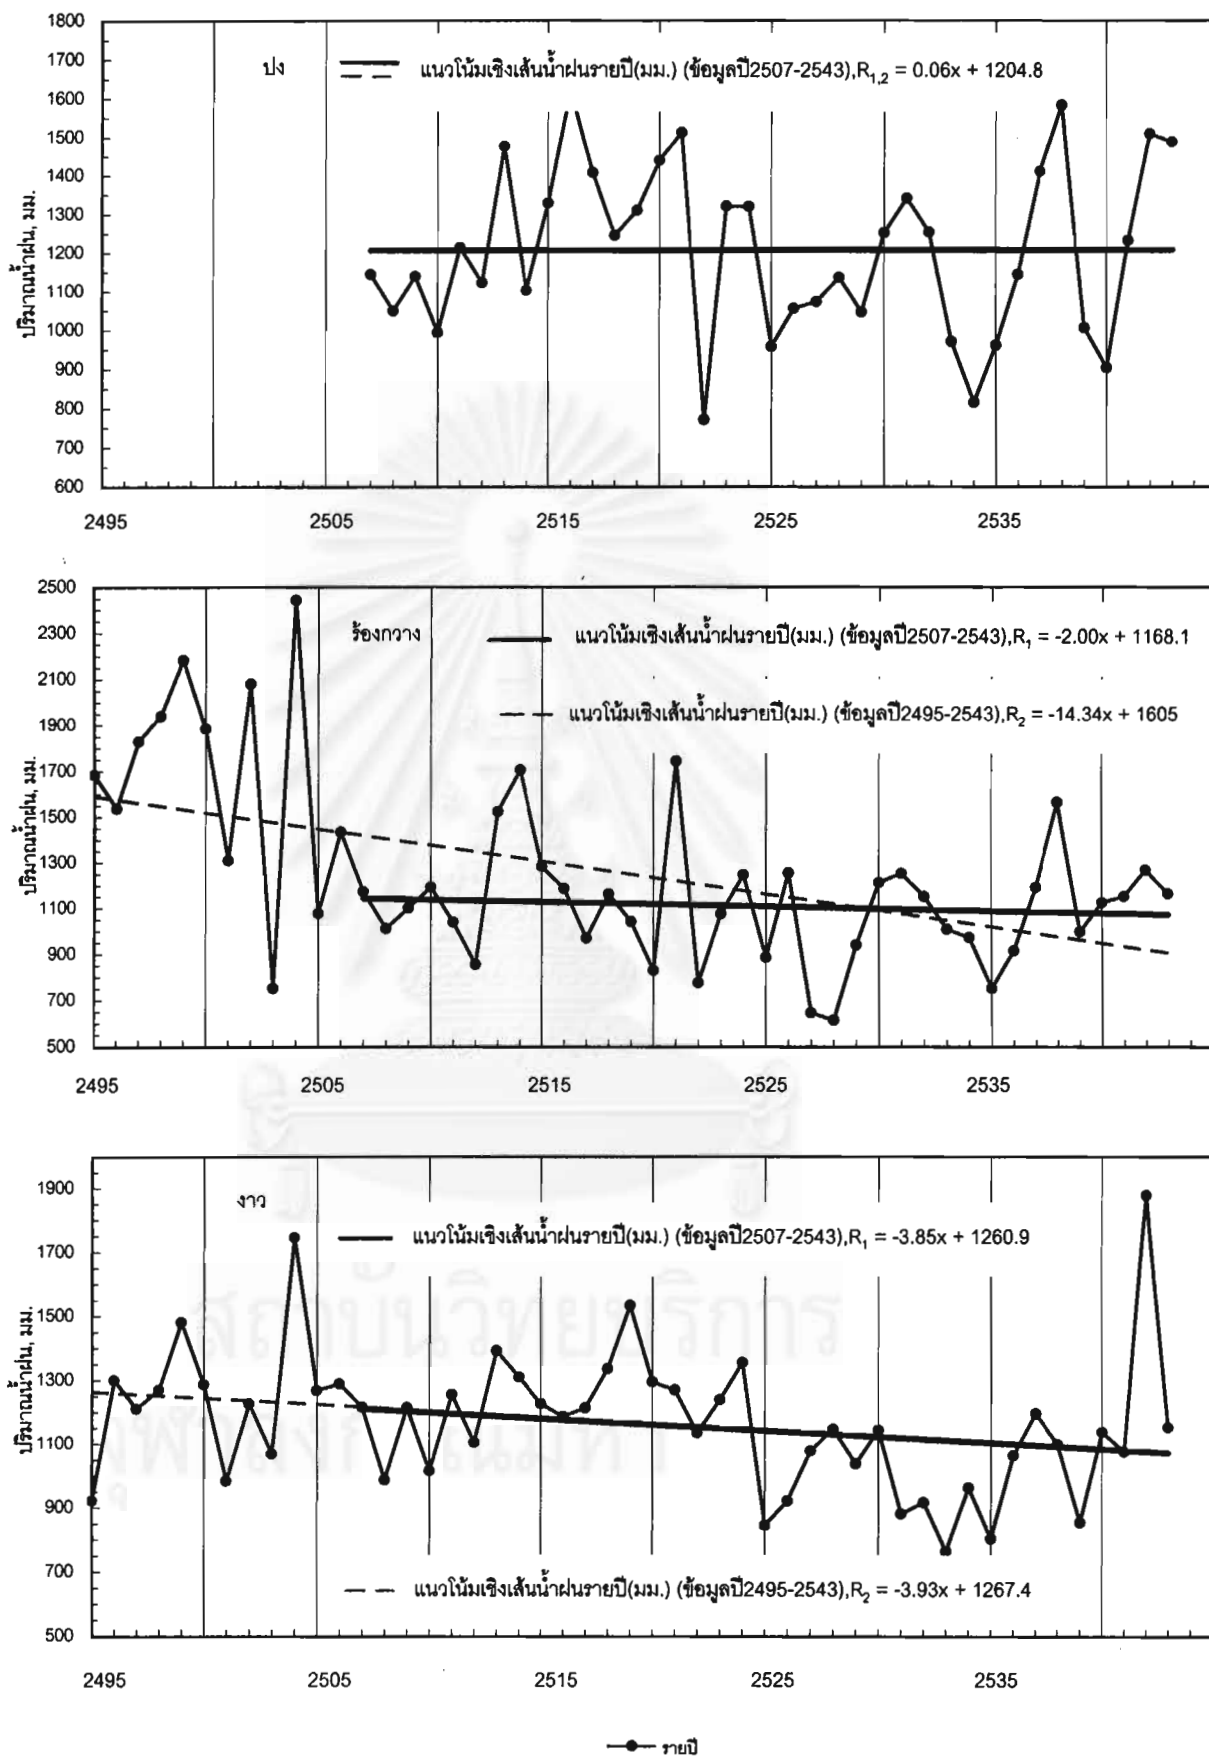 1800
1700
1600
1500
1400
1300
1200
1100
1000
900
800
700
600
ปริมาณน้ำฝน, มม.
ปง
แนวโน้มเชิงเส้นน้ำฝนรายปี(มม.) (ข้อมูลปี2507-2543),R1,2 = 0.06x + 1204.8
2495 2505 2515 2525 2535
2500
2300
2100
1900
1700
1500
1300
1100
900
700
500
ปริมาณน้ำฝน, มม.
ร้องกวาง
แนวโน้มเชิงเส้นน้ำฝนรายปี(มม.) (ข้อมูลปี2507-2543),R1 = -2.00x + 1168.1
แนวโน้มเชิงเส้นน้ำฝนรายปี(มม.) (ข้อมูลปี2495-2543),R2 = -14.34x + 1605
2495 2505 2515 2525 2535
1900
1700
1500
1300
1100
900
700
500
ปริมาณน้ำฝน, มม.
งาว
แนวโน้มเชิงเส้นน้ำฝนรายปี(มม.) (ข้อมูลปี2507-2543),R1 = -3.85x + 1260.9
สถาบันวิทยบริการ
แนวโน้มเชิงเส้นน้ำฝนรายปี(มม.) (ข้อมูลปี2495-2543),R2 = -3.93x + 1267.4
2495 2505 2515 2525 2535
รายปี